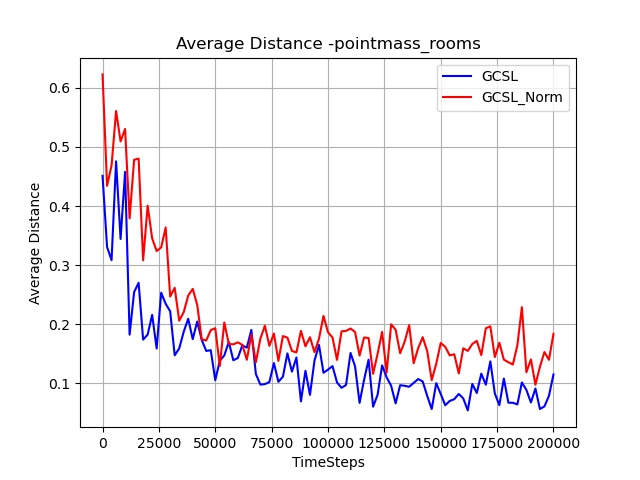 Average Distance -pointmass_rooms
GCSL
GCSL_Norm
0.6
0.5
0.4
0.3
0.2
0.1
Average Distance
0 25000 50000 75000 100000 125000 150000 175000 200000
TimeSteps